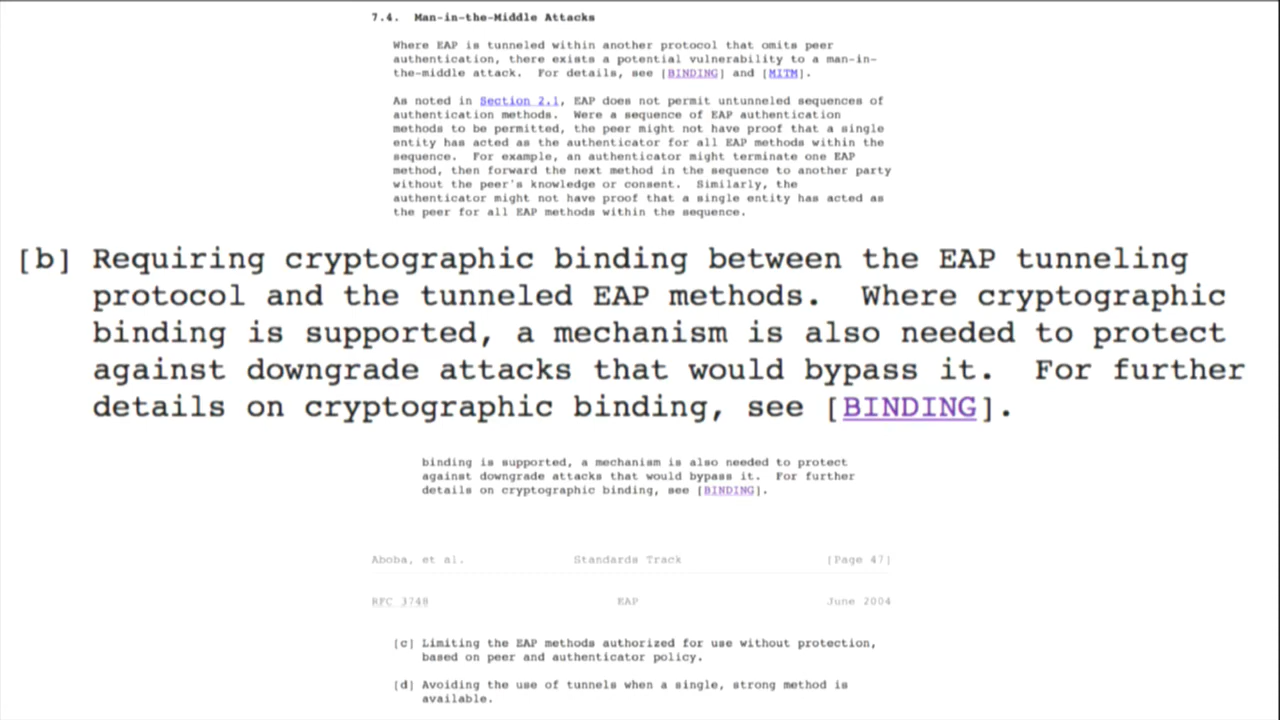 7.4. Man-in-the-Middle Attacks
Where EAP is tunneled within another protocol that omits peer
authentication, there exists a potential vulnerability to a man-in-
the-middle attack. For details, see [BINDING] and [MITM].
As noted in Section 2.1, EAP does not permit untunneled sequences of
authentication methods. Were a sequence of EAP authentication
methods to be permitted, the peer might not have proof that a single
entity has acted as the authenticator for all EAP methods within the
sequence. For example, an authenticator might terminate one EAP
method, then forward the next method in the sequence to another party
without the peer's knowledge or consent. Similarly, the
authenticator might not have proof that a single entity has acted as
the peer for all EAP methods within the sequence.
[b] Requiring cryptographic binding between the EAP tunneling
protocol and the tunneled EAP methods. Where cryptographic
binding is supported, a mechanism is also needed to protect
against downgrade attacks that would bypass it. For further
details on cryptographic binding, see [BINDING].
binding is supported, a mechanism is also needed to protect
against downgrade attacks that would bypass it. For further
details on cryptographic binding, see [BINDING].
Aboba, et al. Standards Track [Page 47]
RFC 3748 EAP June 2004
[c] Limiting the EAP methods authorized for use without protection,
based on peer and authenticator policy.
[d] Avoiding the use of tunnels when a single, strong method is
available.